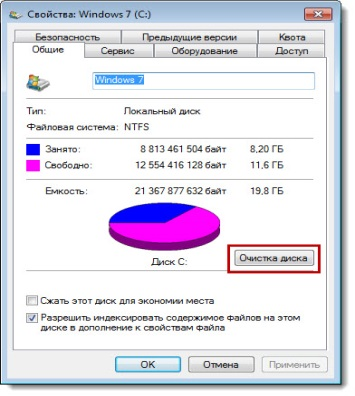 Свойства: Windows 7 (C:)
Безопасность Предыдущие версии Квота
Общие Сервис Оборудование Доступ
Windows 7
Тип: Локальный диск
Файловая система: NTFS
Занято: 8 813 461 504 байт 8,20 ГБ
Свободно: 12 554 416 128 байт 11,6 ГБ
Емкость: 21 367 877 632 байт 19,8 ГБ
Диск C: Очистка диска
Сжать этот диск для экономии места
Разрешить индексировать содержимое файлов на этом
диске в дополнение к свойствам файла
OK Отмена Применить